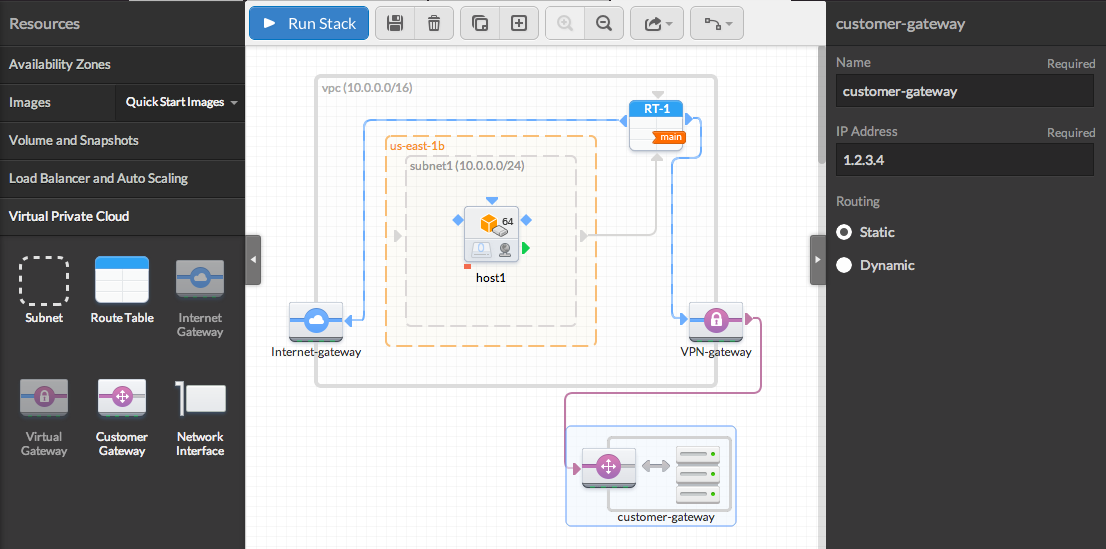 Resources
Availability Zones
Images
Quick Start Images
Volume and Snapshots
Load Balancer and Auto Scaling
Virtual Private Cloud
Subnet
Route Table
Internet
Gateway
Virtual
Gateway
Customer
Gateway
Network
Interface
Run Stack
vpc (10.0.0.0/16)
RT-1
main
us-east-1b
subnet1 (10.0.0.0/24)
64
host1
Internet-gateway
VPN-gateway
customer-gateway
customer-gateway
Name
Required
customer-gateway
IP Address
Required
1.2.3.4
Routing
Static
Dynamic